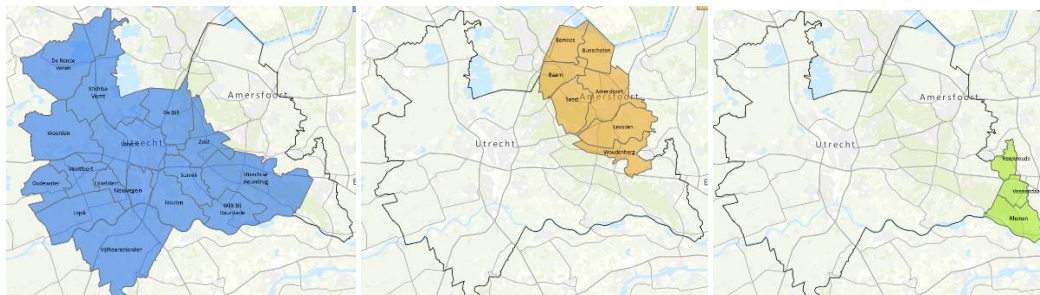 De Ronde
Venen
Stichtse
Vecht
Amersfoort
De Bilt
Woerden
Utrecht
Zeist
Montfoort
Oudewater
IJsselstein
Nieuwegein
Bunnik
Utrechtse
Heuvelrug
Lopik
Houten
Wijk Bij
Duurstede
Vijfheerenlanden
Eemnes
Bunschoten
Baarn
Soest
Amersfoort
Amersfoort
Leusden
Utrecht
Woudenberg
E
Amersfoort
Utrecht
Renswoude
Veenendaal
Rhenen